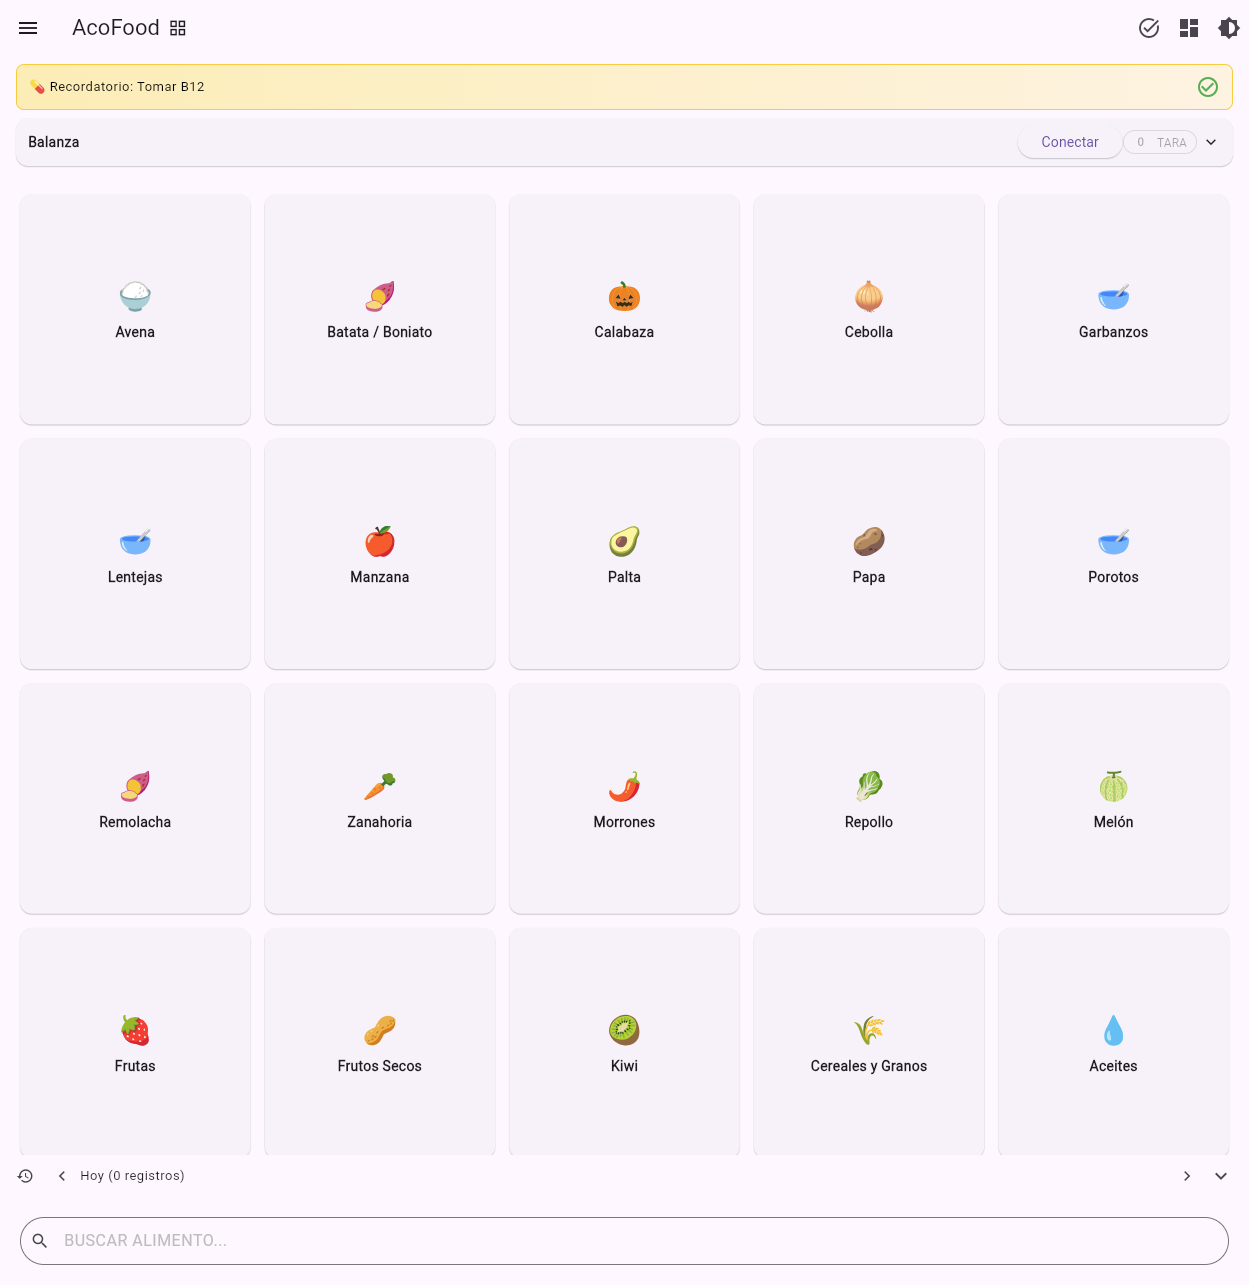 AcoFood
Recordatorio: Tomar B12
Balanza
Conectar
0 TARA
Avena
Batata / Boniato
Calabaza
Cebolla
Garbanzos
Lentejas
Manzana
Palta
Papa
Porotos
Remolacha
Zanahoria
Morrones
Repollo
Melón
Frutas
Frutos Secos
Kiwi
Cereales y Granos
Aceites
Hoy (0 registros)
BUSCAR ALIMENTO...